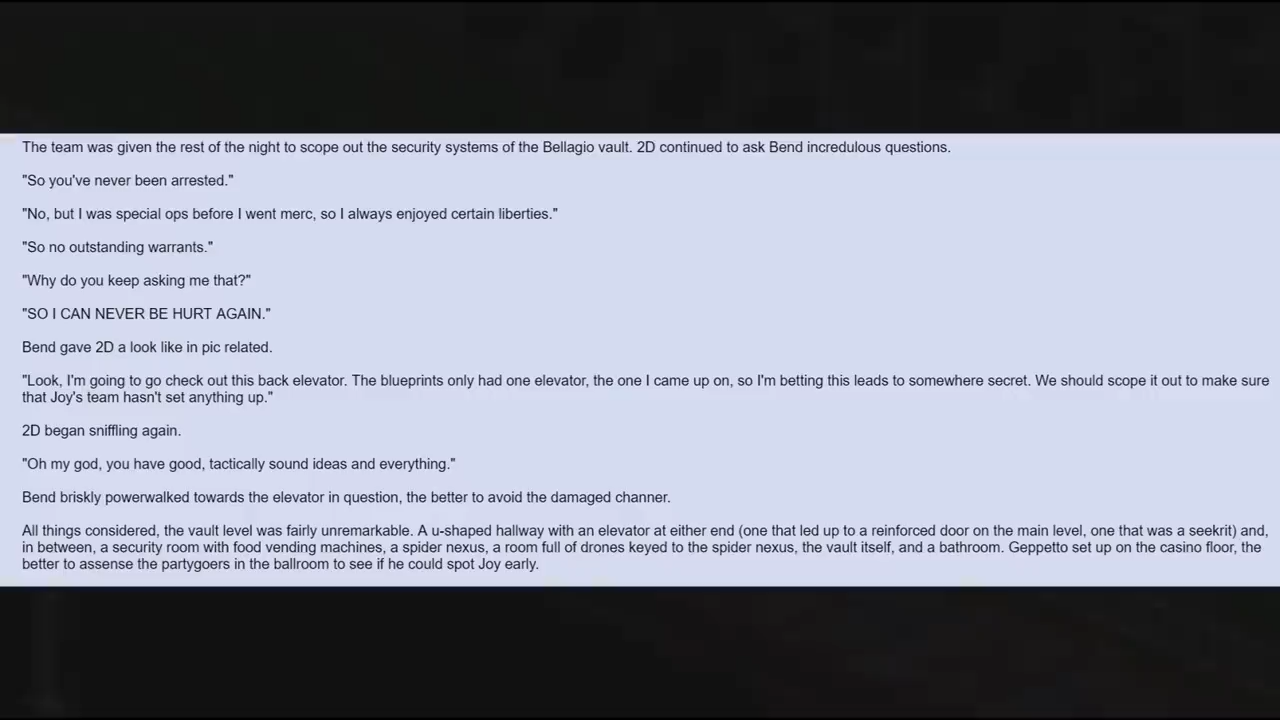 The team was given the rest of the night to scope out the security systems of the Bellagio vault. 2D continued to ask Bend incredulous questions.
"So you've never been arrested."
"No, but I was special ops before I went merc, so I always enjoyed certain liberties."
"So no outstanding warrants."
"Why do you keep asking me that?"
"SO I CAN NEVER BE HURT AGAIN."
Bend gave 2D a look like in pic related.
"Look, I'm going to go check out this back elevator. The blueprints only had one elevator, the one I came up on, so I'm betting this leads to somewhere secret. We should scope it out to make sure
that Joy's team hasn't set anything up."
2D began sniffling again.
"Oh my god, you have good, tactically sound ideas and everything."
Bend briskly powerwalked towards the elevator in question, the better to avoid the damaged channer.
All things considered, the vault level was fairly unremarkable. A u-shaped hallway with an elevator at either end (one that led up to a reinforced door on the main level, one that was a seekrit) and,
in between, a security room with food vending machines, a spider nexus, a room full of drones keyed to the spider nexus, the vault itself, and a bathroom. Geppetto set up on the casino floor, the
better to assense the partygoers in the ballroom to see if he could spot Joy early.